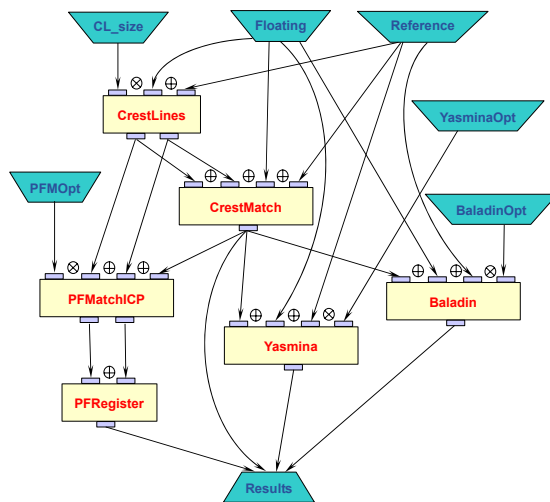 CL_size
Floating
Reference
⊗ ⊕
CrestLines
YasminaOpt
PFMOpt
⊕ ⊕ ⊕
CrestMatch
BaladinOpt
⊗ ⊕ ⊕
PFMatchICP
⊕ ⊕ ⊗
Baladin
⊕ ⊕ ⊗
Yasmina
⊕
PFRegister
Results